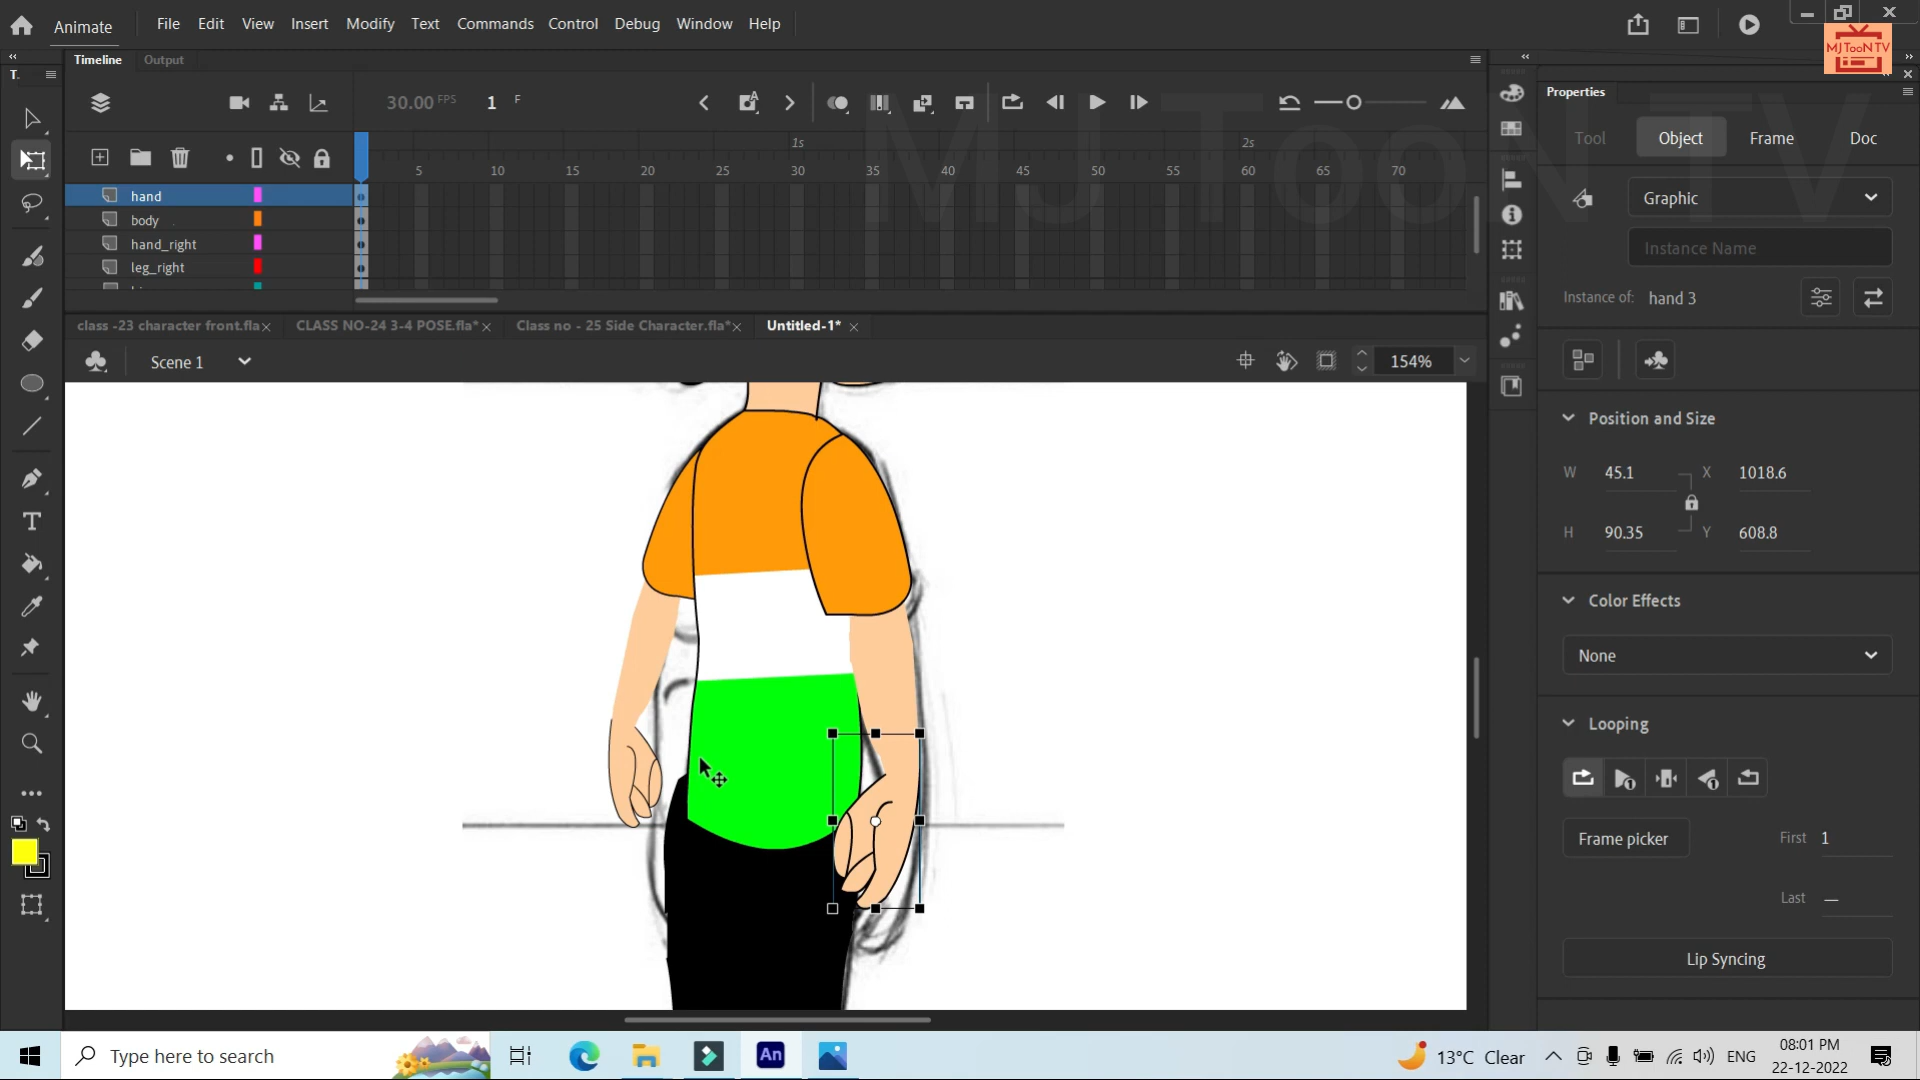 Animate File Edit View Insert Modify Text Commands Control Debug Window Help
MJTooN TV
Timeline Output
T.
Properties
30.00 FPS 1 F
MJ TooN TV
Tool Object Frame Doc
1s 2s
5 10 15 20 25 30 35 40 45 50 55 60 65 70
hand
body
hand_right
leg_right
Graphic
Instance Name
Instance of: hand 3
class -23 character front.fla× CLASS NO-24 3-4 POSE.fla*× Class no - 25 Side Character.fla*× Untitled-1* ×
Scene 1 154%
Position and Size
W 45.1 X 1018.6
H 90.35 Y 608.8
Color Effects
None
Looping
Frame picker First 1
Last —
Lip Syncing
Type here to search An 13°C Clear ENG 08:01 PM
22-12-2022